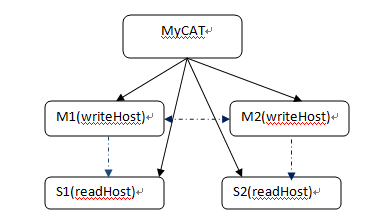 MyCAT
M1(writeHost)
M2(writeHost)
S1(readHost)
S2(readHost)